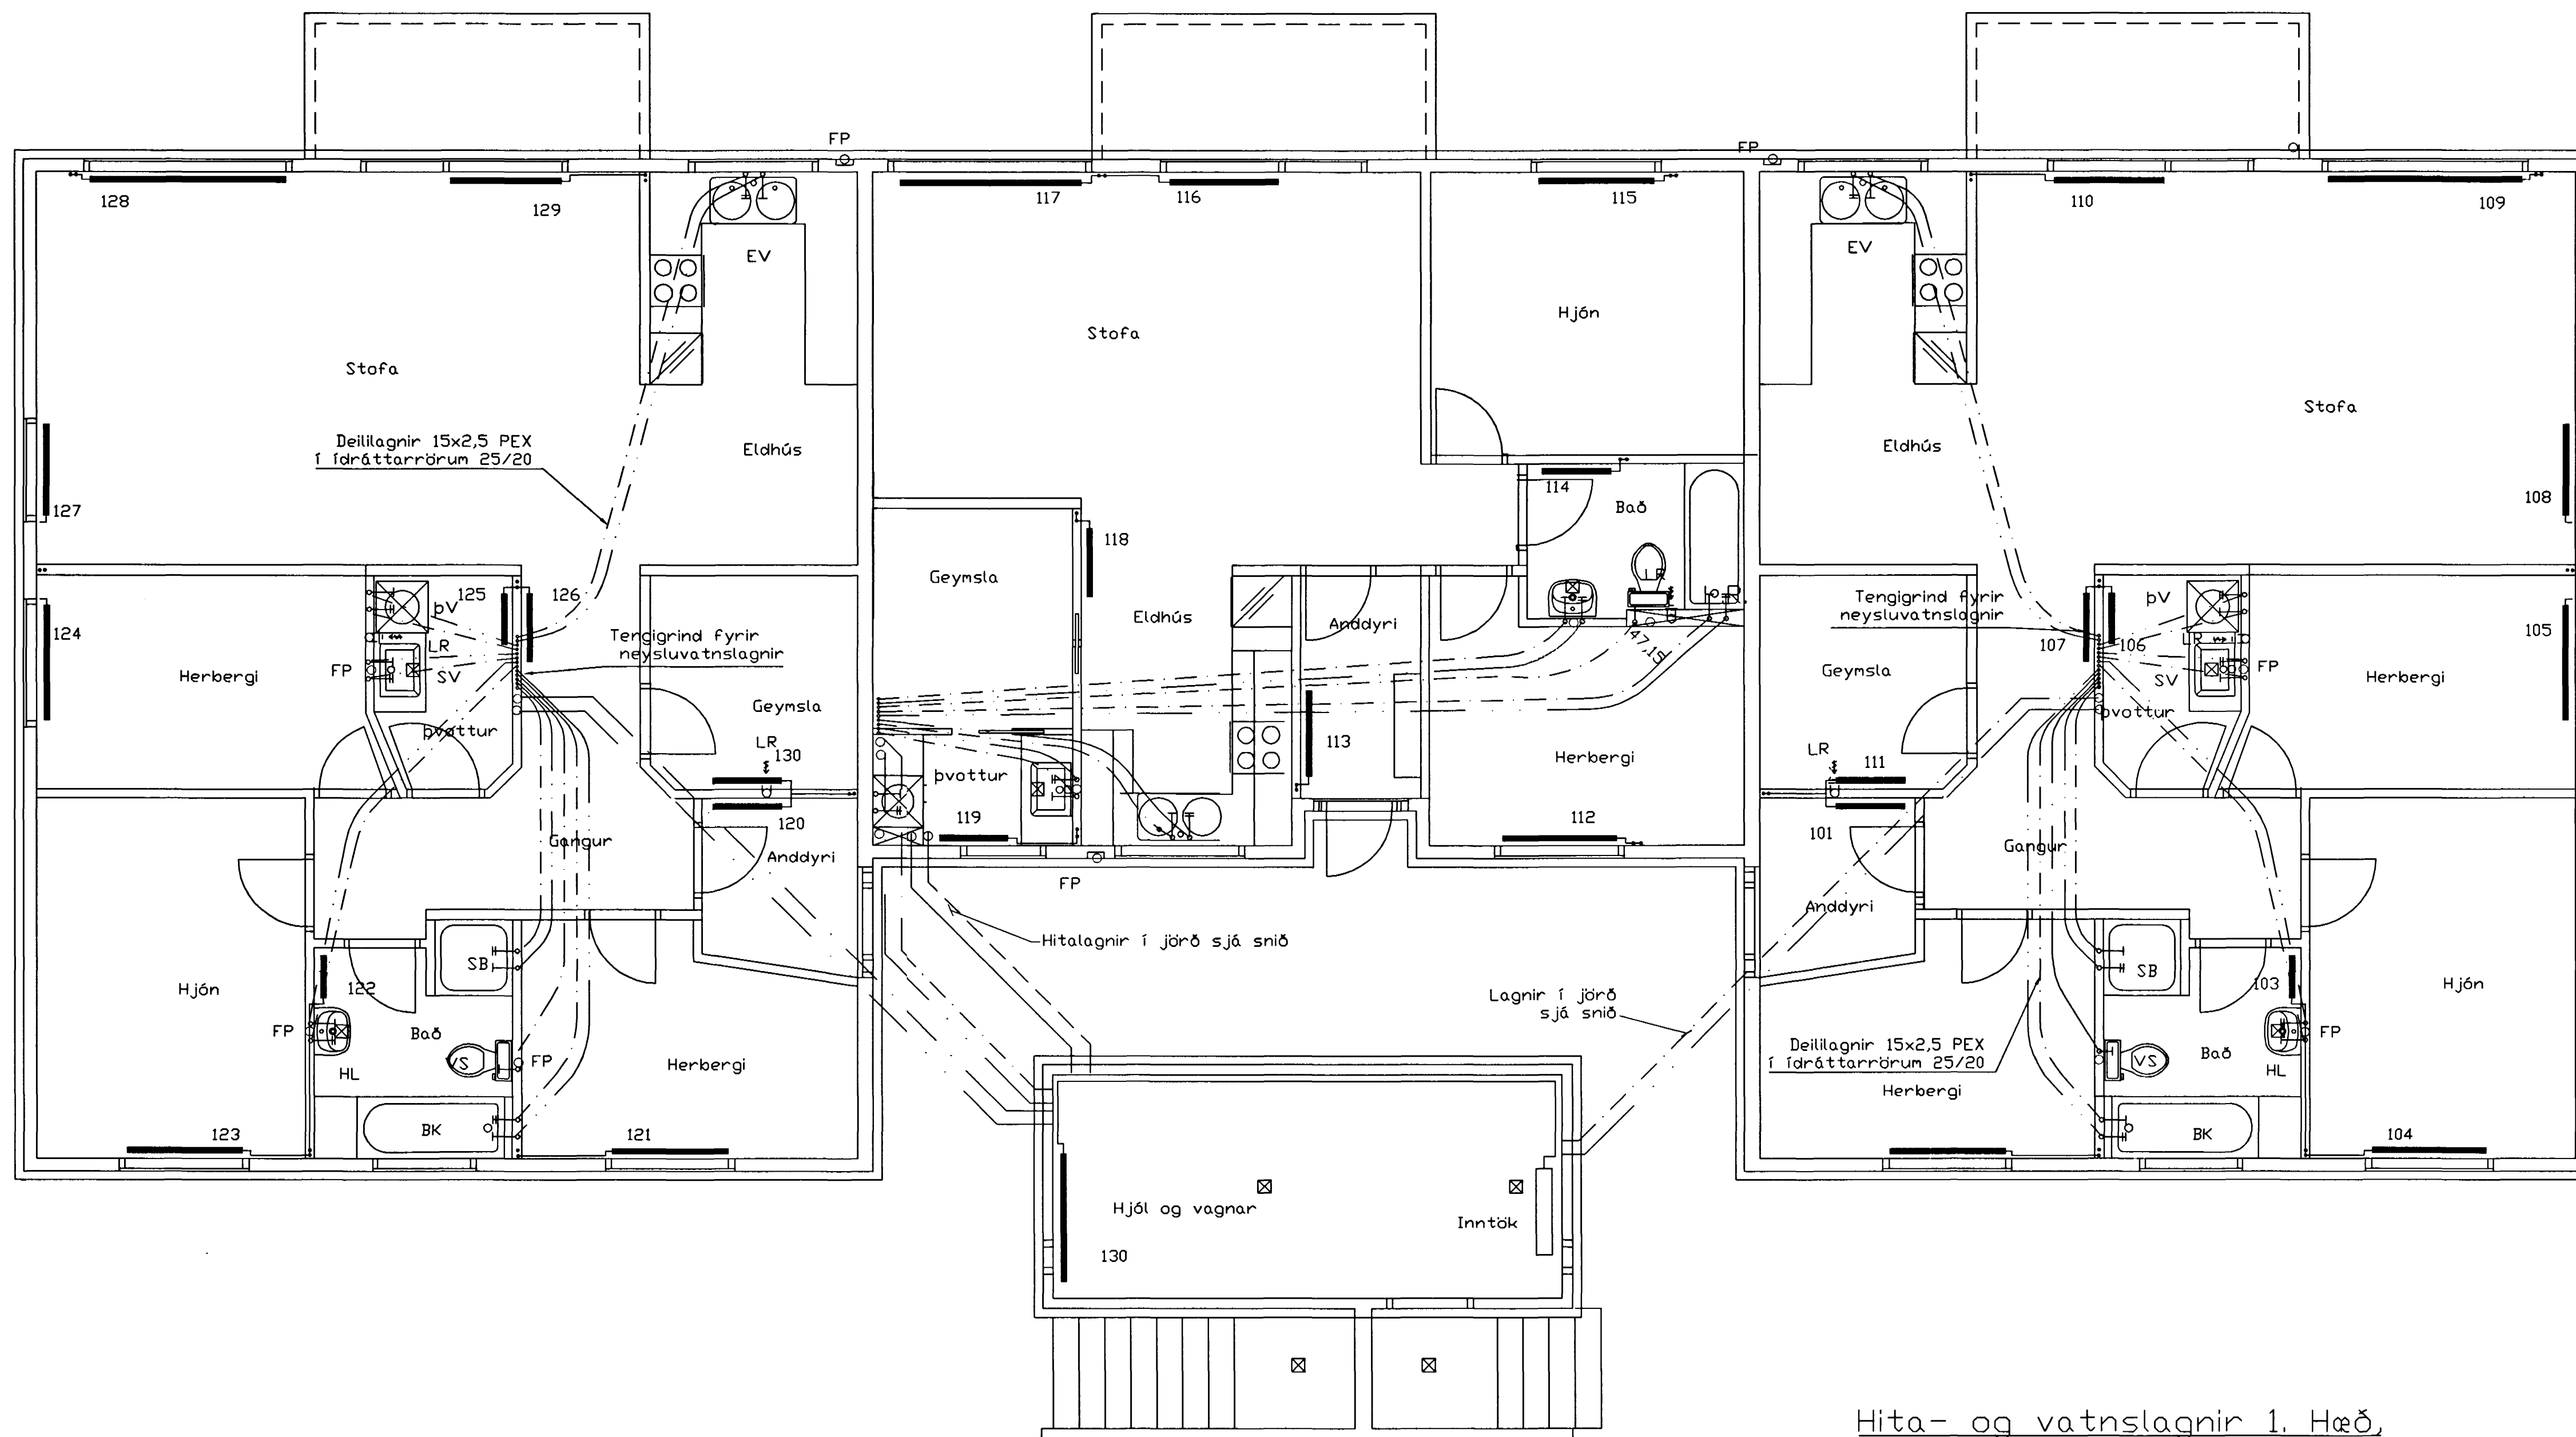 FP
FP
128
129
117
116
115
110
109
EV
EV
Hjón
Stofa
Stofa
Stofa
Deililagnir 15x2,5 PEX
í ídráttarrörum 25/20
Eldhús
Eldhús
127
114
Bað
108
118
Geymsla
124
þV
125
126
LR
FP
SV
Herbergi
þvottur
Tengigrind fyrir
neysluvatnslagnir
Geymsla
LR
130
Eldhús
Anddyri
LR
47.15
Tengigrind fyrir
neysluvatnslagnir
107
106
þV
LR
SV
FP
þvottur
105
Herbergi
Geymsla
LR
111
113
Herbergi
þvottur
119
112
120
101
Gangur
Anddyri
Gangur
Anddyri
FP
Hitalagnir í jörð sjá snið
SB
122
Hjón
FP
Bað
VS
FP
HL
BK
Herbergi
123
121
Lagnir í jörð
sjá snið
SB
103
Hjón
FP
Bað
VS
HL
Deililagnir 15x2,5 PEX
í ídráttarrörum 25/20
Herbergi
BK
104
Hjól og vagnar
Inntök
130
Hita- og vatnslagnir 1. Hæð,